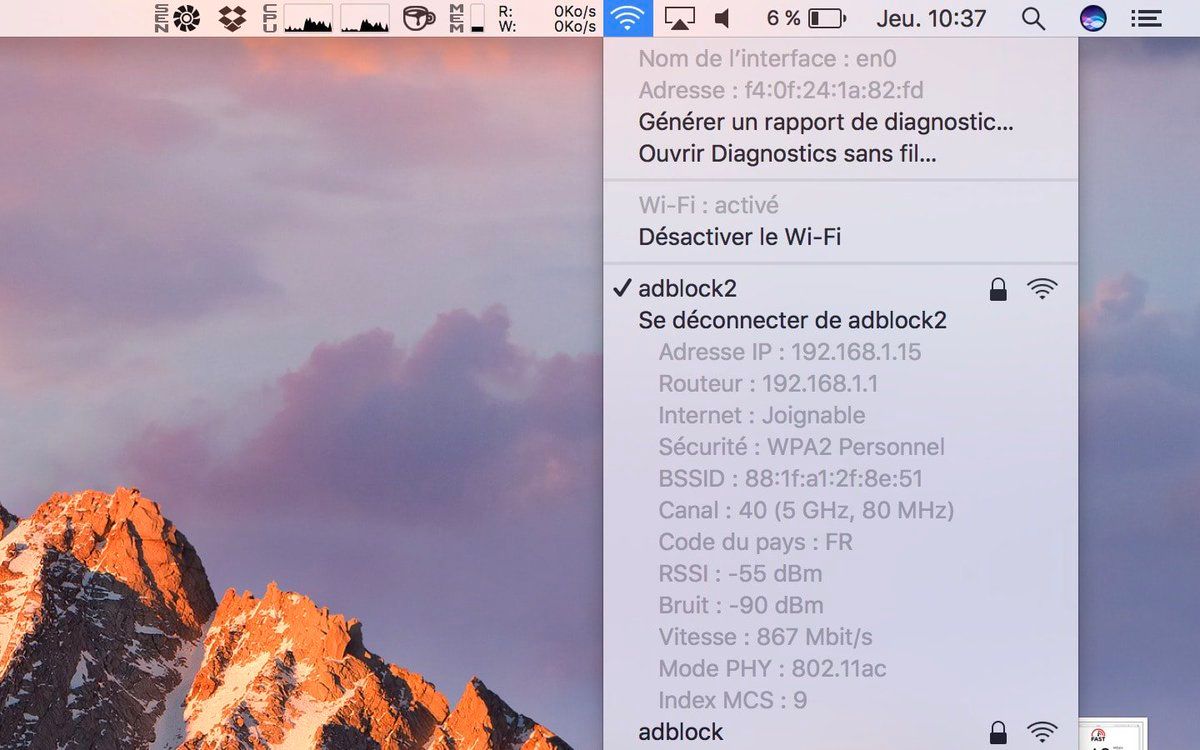 SEN CPU MEM R: 0Ko/s 6 % Jeu. 10:37
W: 0Ko/s
Nom de l’interface : en0
Adresse : f4:0f:24:1a:82:fd
Générer un rapport de diagnostic...
Ouvrir Diagnostics sans fil...
Wi-Fi : activé
Désactiver le Wi-Fi
✓ adblock2
Se déconnecter de adblock2
Adresse IP : 192.168.1.15
Routeur : 192.168.1.1
Internet : Joignable
Sécurité : WPA2 Personnel
BSSID : 88:1f:a1:2f:8e:51
Canal : 40 (5 GHz, 80 MHz)
Code du pays : FR
RSSI : -55 dBm
Bruit : -90 dBm
Vitesse : 867 Mbit/s
Mode PHY : 802.11ac
Index MCS : 9
adblock
FAST